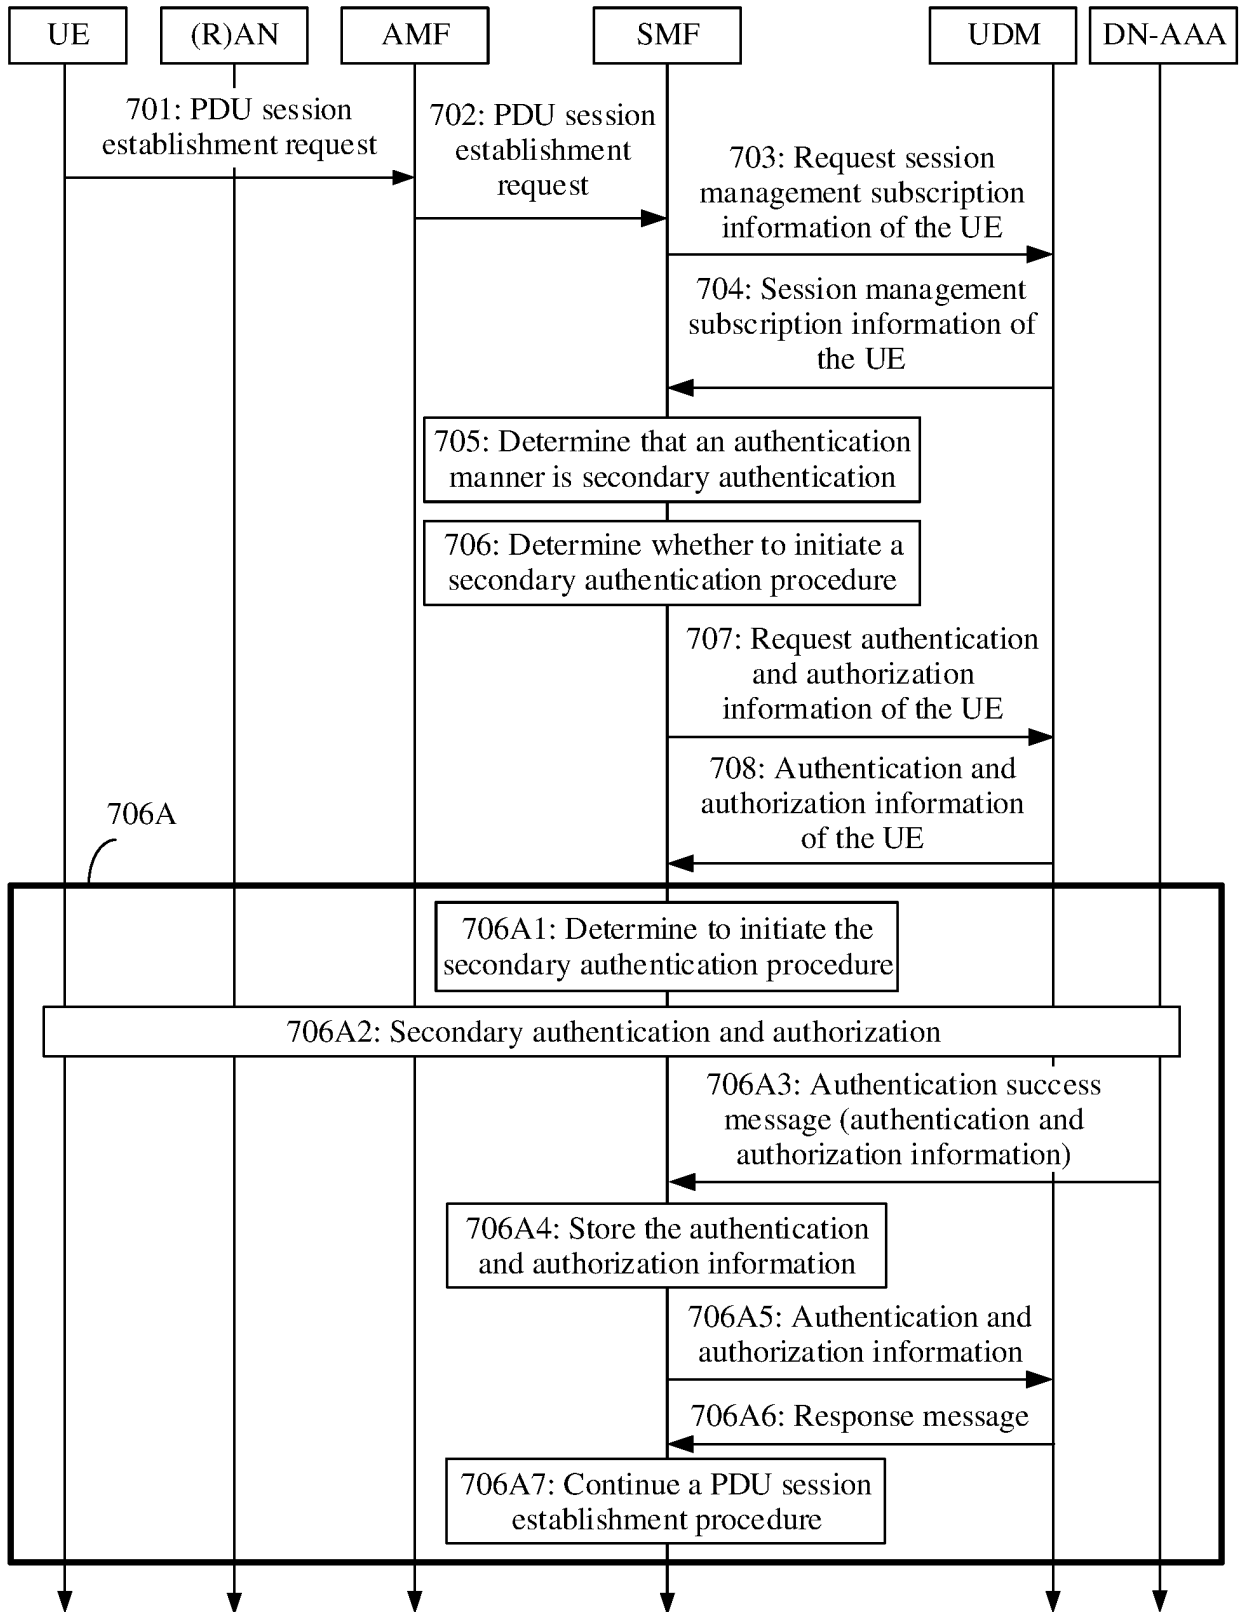 UE
(R)AN
AMF
SMF
UDM
DN-AAA
701: PDU session
establishment request
702: PDU session
establishment
request
703: Request session
management subscription
information of the UE
704: Session management
subscription information of
the UE
705: Determine that an authentication
manner is secondary authentication
706: Determine whether to initiate a
secondary authentication procedure
707: Request authentication
and authorization
information of the UE
708: Authentication and
authorization information
of the UE
706A
706A1: Determine to initiate the
secondary authentication procedure
706A2: Secondary authentication and authorization
706A3: Authentication success
message (authentication and
authorization information)
706A4: Store the authentication
and authorization information
706A5: Authentication and
authorization information
706A6: Response message
706A7: Continue a PDU session
establishment procedure